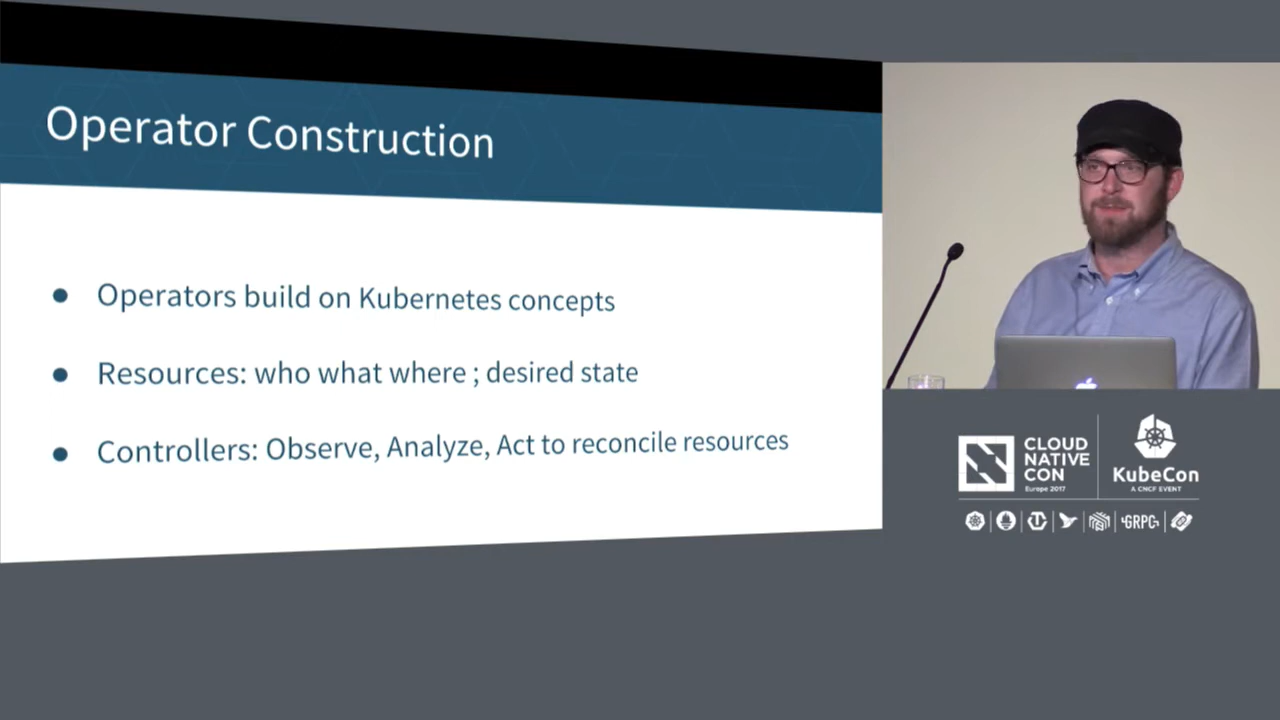 Operator Construction
Operators build on Kubernetes concepts
Resources: who what where ; desired state
Controllers: Observe, Analyze, Act to reconcile resources
CLOUD
NATIVE
CON
Europe 2017
KubeCon
A CNCF EVENT
GRPC